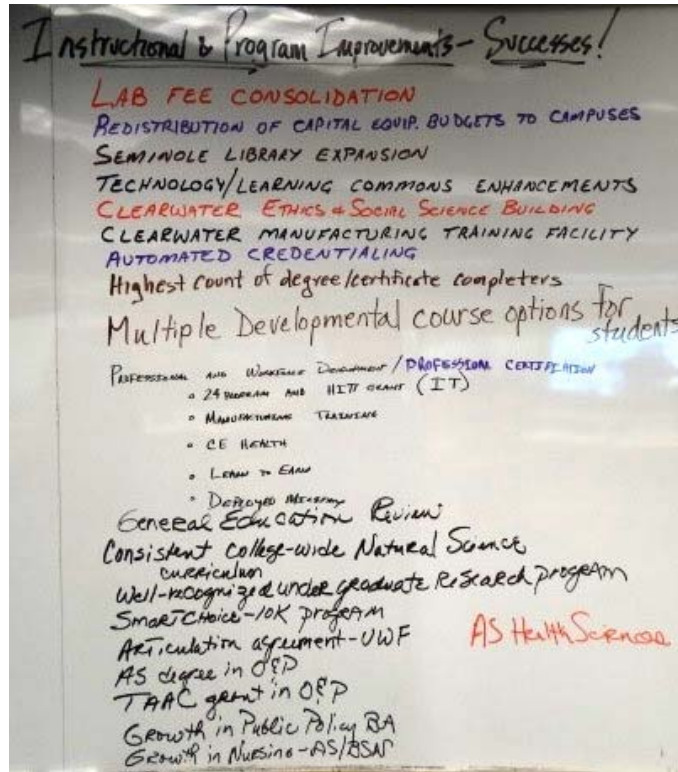 Instructional & Program Improvements - Successes!
LAB FEE CONSOLIDATION
REDISTRIBUTION OF CAPITAL EQUIP. BUDGETS TO CAMPUSES
SEMINOLE LIBRARY EXPANSION
TECHNOLOGY/LEARNING COMMONS ENHANCEMENTS
CLEARWATER ETHICS & SOCIAL SCIENCE BUILDING
CLEARWATER MANUFACTURING TRAINING FACILITY
AUTOMATED CREDENTIALING
Highest count of degree/certificate completers
Multiple Developmental course options for
students
PROFESSIONAL AND WORKFORCE DEVELOPMENT / PROFESSIONAL CERTIFICATION
• 24 PROGRAM AND GRANT (IT)
• MANUFACTURING TRAINING
• CE HEALTH
• LEARN TO EARN
• DEPLOYED MILITARY
General Education Review
Consistent College-wide Natural Science
curriculum
Well-recognized undergraduate Research program
SmartChoice-10K program
Articulation agreement-UWF
AS Health Sciences
AS degree in O&P
TAAC grant in O&P
Growth in Public Policy BA
Growth in Nursing-AS/BSN